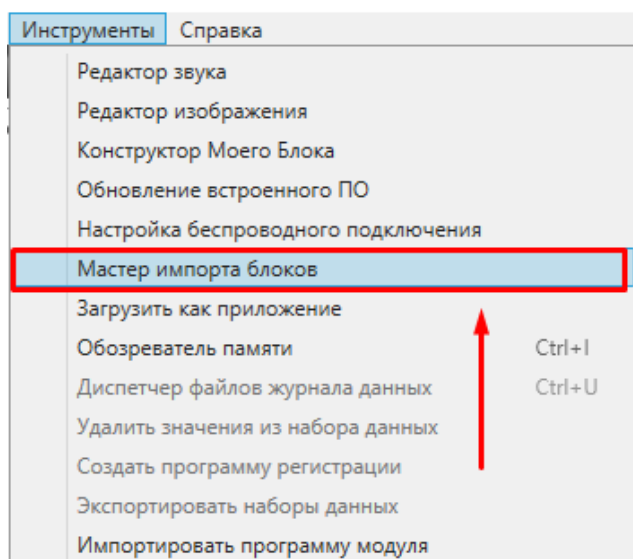 Инструменты Справка
Редактор звука
Редактор изображения
Конструктор Моего Блока
Обновление встроенного ПО
Настройка беспроводного подключения
Мастер импорта блоков
Загрузить как приложение
Обозреватель памяти Ctrl+I
Диспетчер файлов журнала данных Ctrl+U
Удалить значения из набора данных
Создать программу регистрации
Экспортировать наборы данных
Импортировать программу модуля